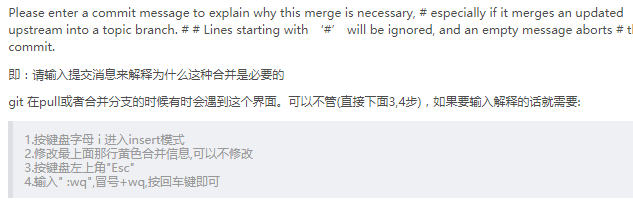 Please enter a commit message to explain why this merge is necessary, # especially if it merges an updated
upstream into a topic branch. # # Lines starting with ‘#’ will be ignored, and an empty message aborts # 
commit.
即：请输入提交消息来解释为什么这种合并是必要的
git 在pull或者合并分支的时候有时会遇到这个界面。可以不管(直接下面3,4步)，如果要输入解释的话就需要:
1.按键盘字母 i 进入insert模式
2.修改最上面那行黄色合并信息,可以不修改
3.按键盘左上角"Esc"
4.输入" :wq",冒号+wq,按回车键即可